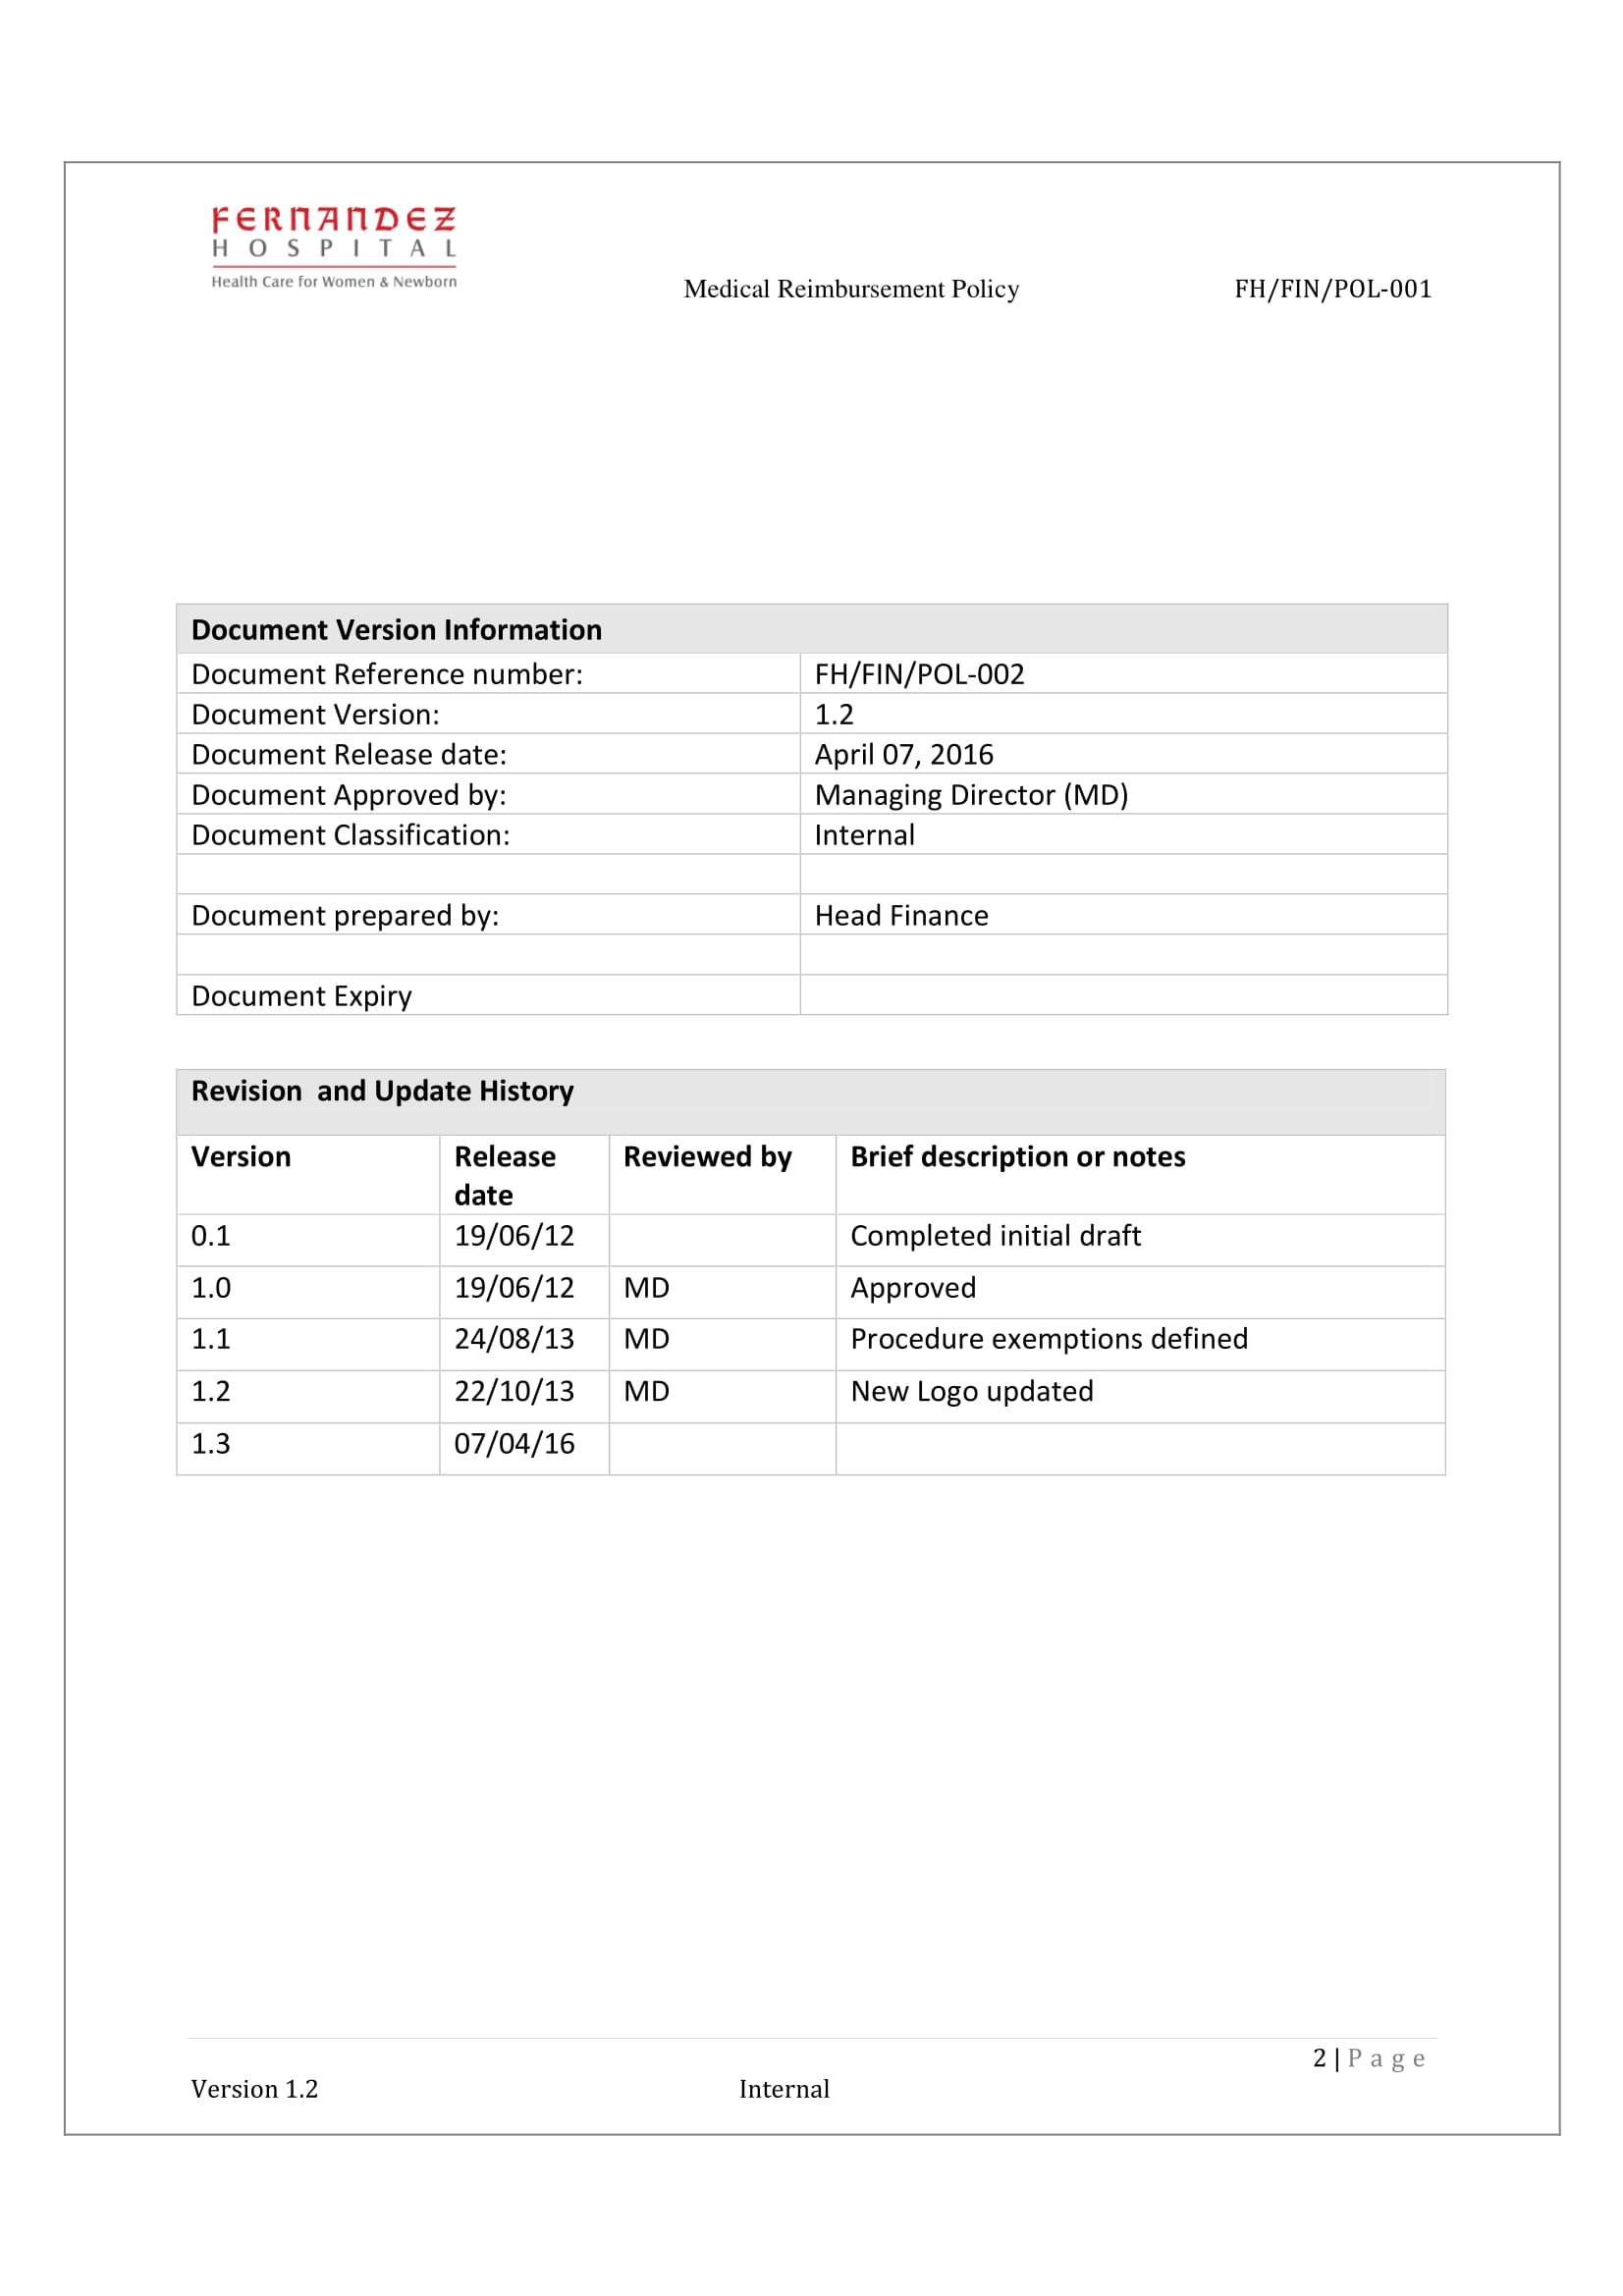 FERNANDEZ
HOSPITAL
Health Care for Women & Newborn
Medical Reimbursement Policy FH/FIN/POL-001
Document Version Information
Document Reference number: FH/FIN/POL-002
Document Version: 1.2
Document Release date: April 07, 2016
Document Approved by: Managing Director (MD)
Document Classification: Internal
Document prepared by: Head Finance
Document Expiry
Revision and Update History
Version Release date Reviewed by Brief description or notes
0.1 19/06/12 Completed initial draft
1.0 19/06/12 MD Approved
1.1 24/08/13 MD Procedure exemptions defined
1.2 22/10/13 MD New Logo updated
1.3 07/04/16
2 | Page
Version 1.2 Internal